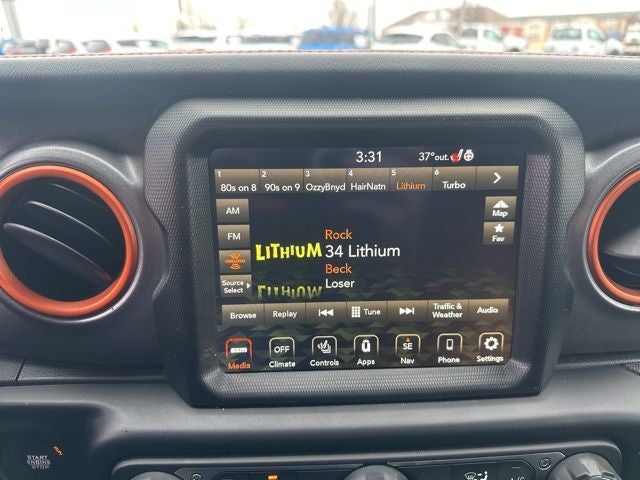 3:31 37°out.
1 2 3 4 5 6
80s on 8 90s on 9 OzzyBnyd HairNatn Lithium Turbo
AM
Map
FM
Fav
Rock
LITHIUM 34 Lithium
Beck
Loser
Source
Select
Browse Replay Tune Traffic & Weather Audio
SXM OFF SE
Media Climate Controls Apps Nav Phone Settings
START
ENGINE
STOP
RUN
A/C